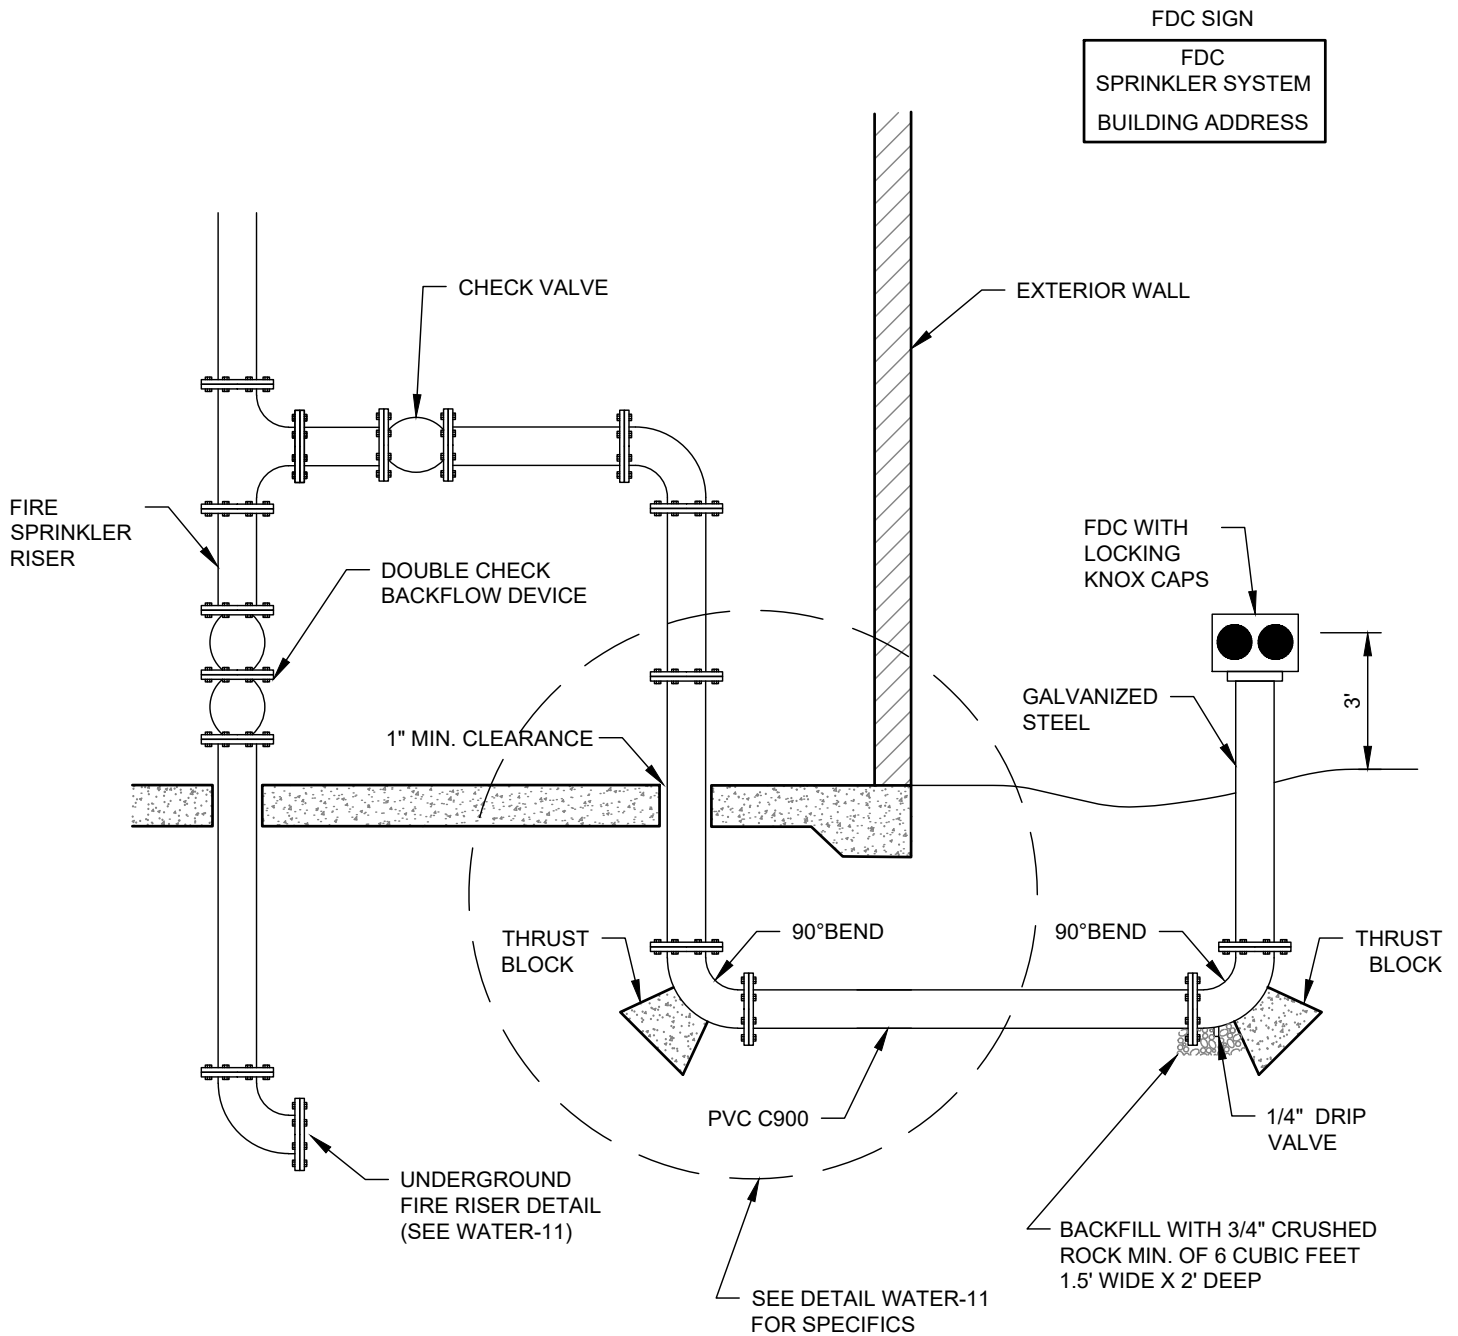 FDC SIGN
FDC
SPRINKLER SYSTEM
BUILDING ADDRESS
CHECK VALVE
EXTERIOR WALL
FIRE
SPRINKLER
RISER
DOUBLE CHECK
BACKFLOW DEVICE
FDC WITH
LOCKING
KNOX CAPS
GALVANIZED
STEEL
3'
1" MIN. CLEARANCE
THRUST
BLOCK
90°BEND
90°BEND
THRUST
BLOCK
PVC C900
1/4" DRIP
VALVE
UNDERGROUND
FIRE RISER DETAIL
(SEE WATER-11)
BACKFILL WITH 3/4" CRUSHED
ROCK MIN. OF 6 CUBIC FEET
1.5' WIDE X 2' DEEP
SEE DETAIL WATER-11
FOR SPECIFICS